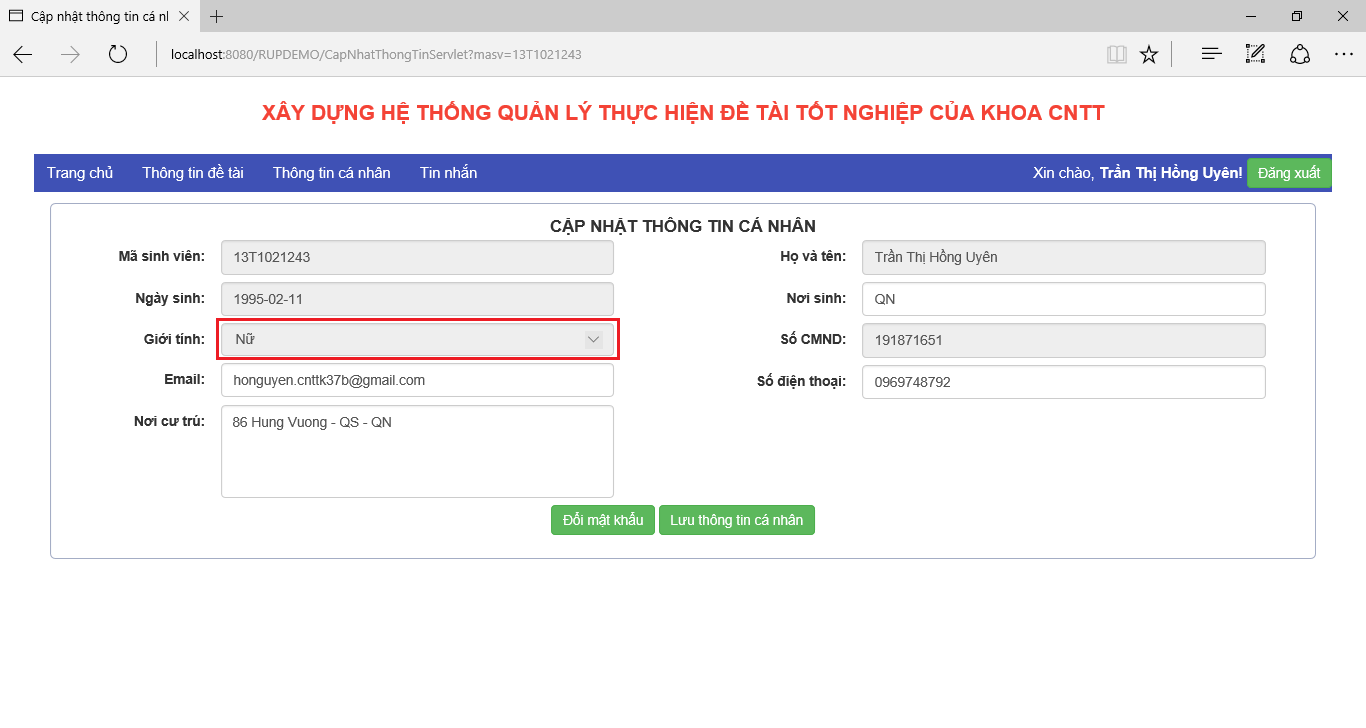 Cập nhật thông tin cá nl
localhost:8080/RUPDEMO/CapNhatThongTinServlet?masv=13T1021243
XÂY DỰNG HỆ THỐNG QUẢN LÝ THỰC HIỆN ĐỀ TÀI TỐT NGHIỆP CỦA KHOA CNTT
Trang chủ Thông tin đề tài Thông tin cá nhân Tin nhắn Xin chào, Trần Thị Hồng Uyên! Đăng xuất
CẬP NHẬT THÔNG TIN CÁ NHÂN
Mã sinh viên: 13T1021243 Họ và tên: Trần Thị Hồng Uyên
Ngày sinh: 1995-02-11 Nơi sinh: QN
Giới tính: Nữ Số CMND: 191871651
Email: honguyen.cnttk37b@gmail.com Số điện thoại: 0969748792
Nơi cư trú: 86 Hung Vuong - QS - QN
Đổi mật khẩu Lưu thông tin cá nhân